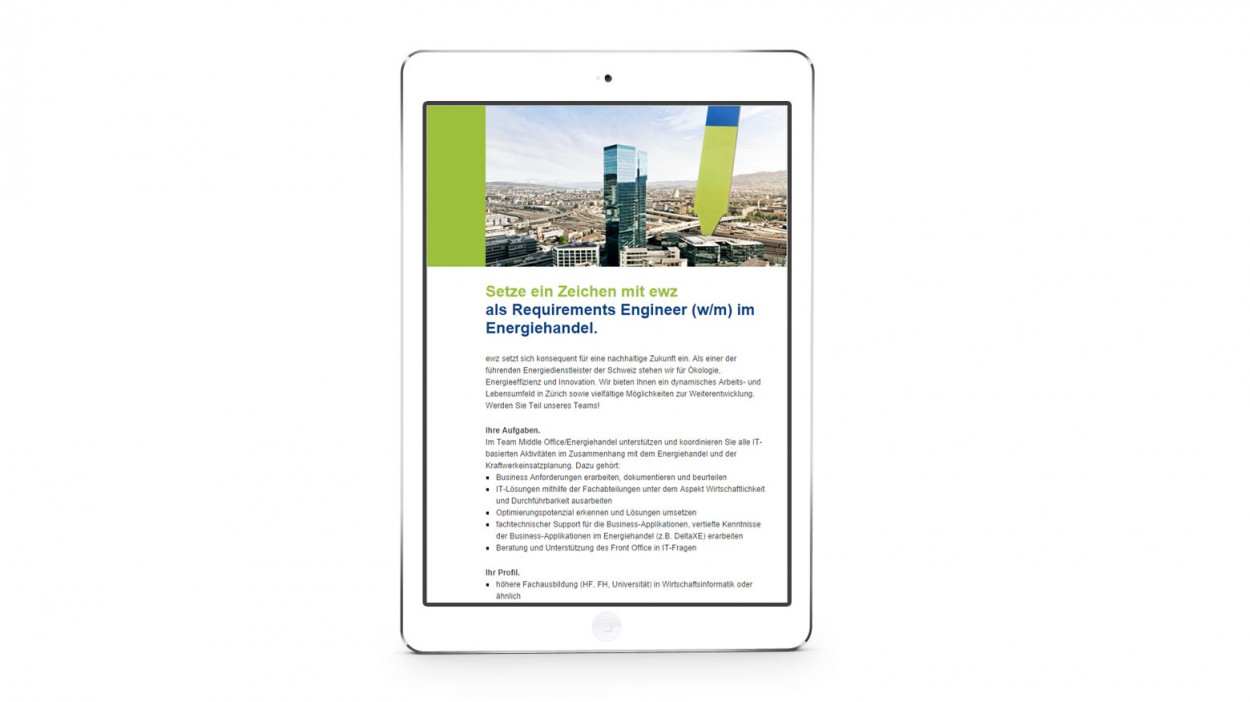 Setze ein Zeichen mit ewz
als Requirements Engineer (w/m) im
Energiehandel.
ewz setzt sich konsequent für eine nachhaltige Zukunft ein. Als einer der
führenden Energiedienstleister der Schweiz stehen wir für Ökologie,
Energieeffizienz und Innovation. Wir bieten Ihnen ein dynamisches Arbeits- und
Lebensumfeld in Zürich sowie vielfältige Möglichkeiten zur Weiterentwicklung.
Werden Sie Teil unseres Teams!
Ihre Aufgaben.
Im Team Middle Office/Energiehandel unterstützen und koordinieren Sie alle IT-
basierten Aktivitäten im Zusammenhang mit dem Energiehandel und der
Kraftwerkeinsatzplanung. Dazu gehört:
▪ Business Anforderungen erarbeiten, dokumentieren und beurteilen
▪ IT-Lösungen mithilfe der Fachabteilungen unter dem Aspekt Wirtschaftlichkeit
und Durchführbarkeit ausarbeiten
▪ Optimierungspotenzial erkennen und Lösungen umsetzen
▪ fachtechnischer Support für die Business-Applikationen, vertiefte Kenntnisse
der Business-Applikationen im Energiehandel (z.B. DeltaXE) erarbeiten
▪ Beratung und Unterstützung des Front Office in IT-Fragen
Ihr Profil.
▪ höhere Fachausbildung (HF, FH, Universität) in Wirtschaftsinformatik oder
ähnlich